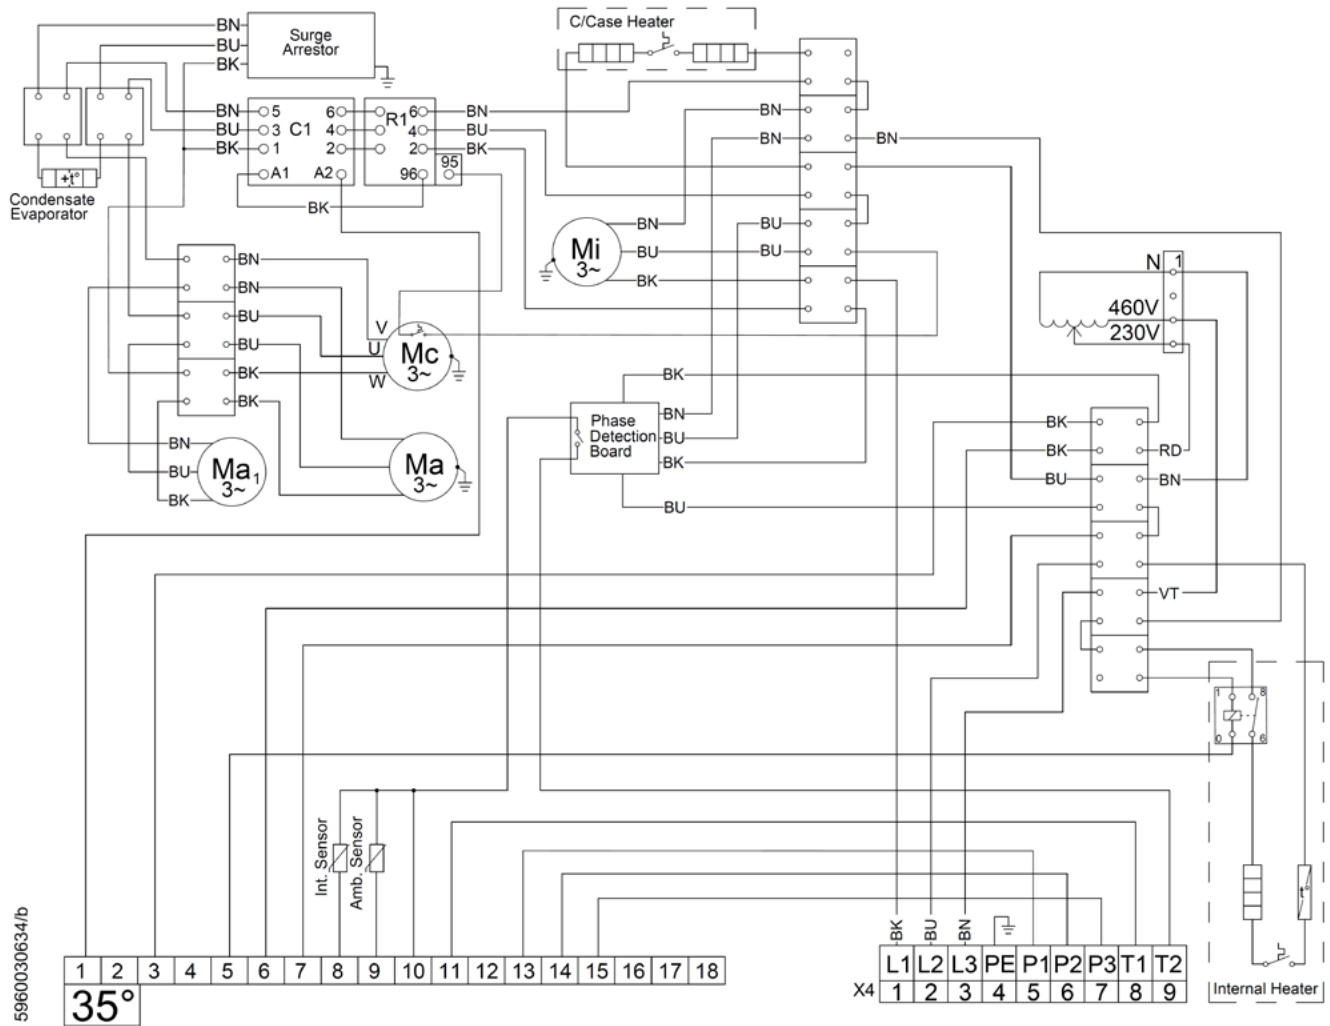 BN
BU
BK
Surge
Arrestor
C/Case Heater
BN 5 6 6 BN
BU 3 C1 4 R1 4 BU
BK 1 2 2 BK
A1 A2 96 95
BK
+t°
Condensate
Evaporator
BN
BN
BN
BN
BU
BU
BN
BU
BK
Mi
3~
BN
BN
BU
BU
BK
BK
V
U
W
Mc
3~
N 1
460V
230V
BK
Phase
Detection
Board
BN
BU
BK
BU
BK
BK RD
BU BN
VT
BN
BU
BK
Ma1
3~
Ma
3~
1 8
0 6
t°
Internal Heater
Int. Sensor
Amb. Sensor
BK BU BN
1 2 3 4 5 6 7 8 9 10 11 12 13 14 15 16 17 18
35°
L1 L2 L3 PE P1 P2 P3 T1 T2
X4 1 2 3 4 5 6 7 8 9
5960030634/b